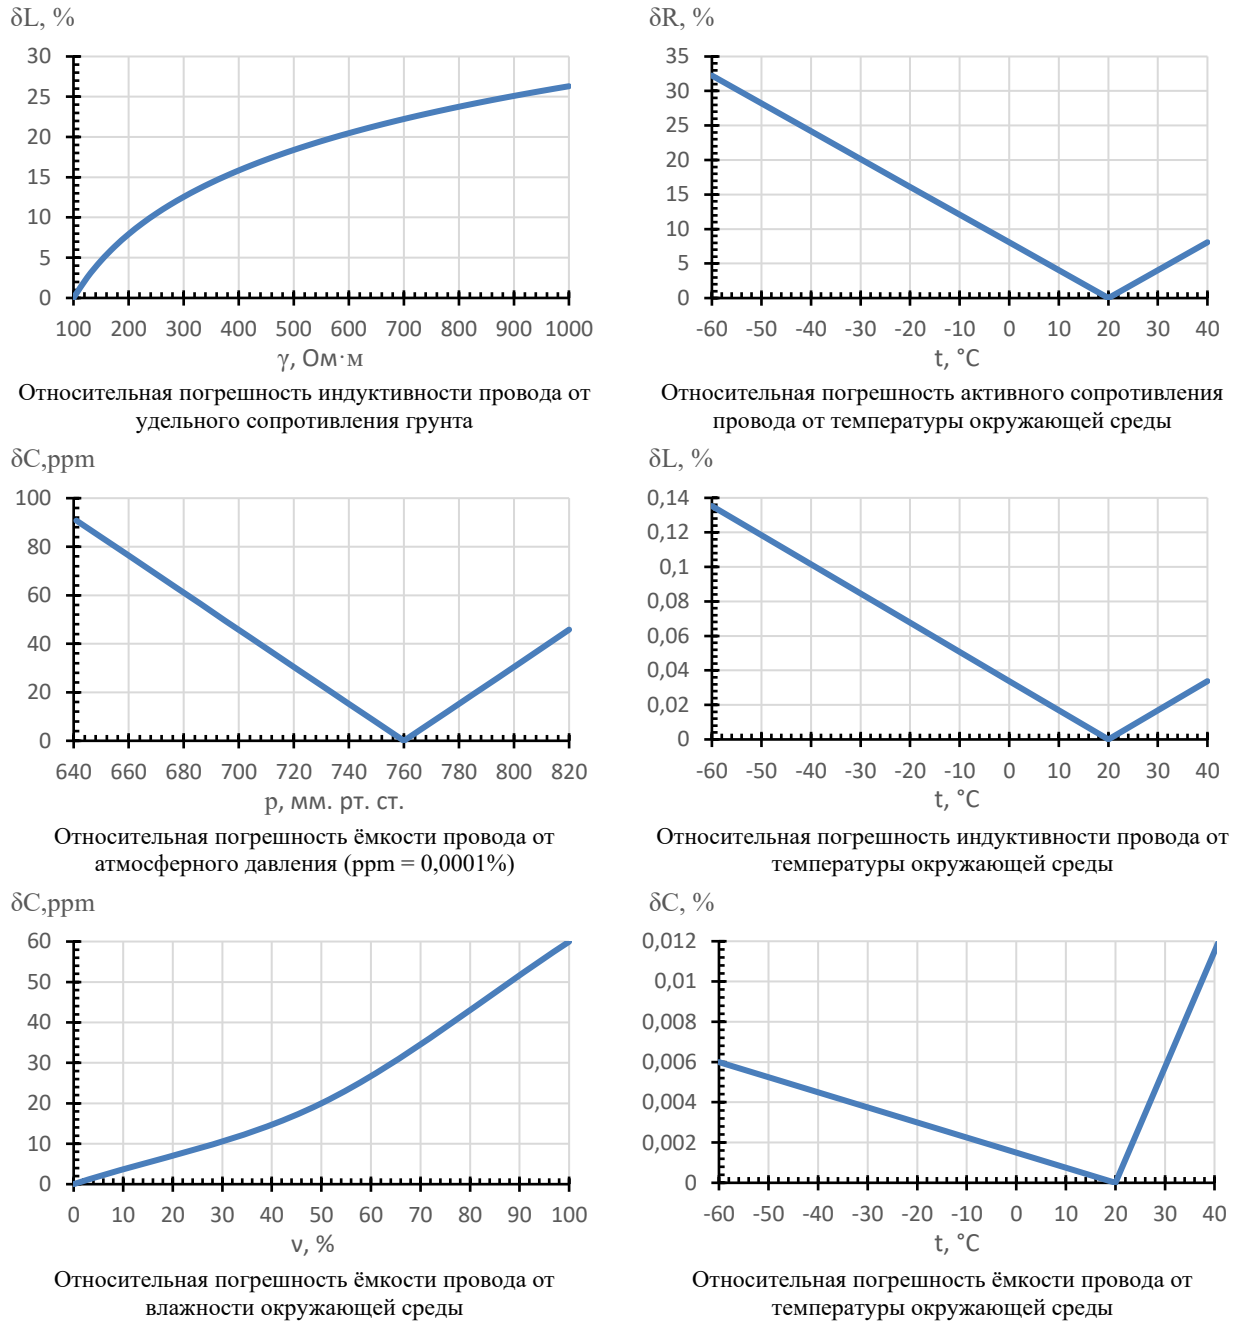 δL, %
30
25
20
15
10
5
0
100 200 300 400 500 600 700 800 900 1000
γ, Ом·м
Относительная погрешность индуктивности провода от
удельного сопротивления грунта
δR, %
35
30
25
20
15
10
5
0
-60 -50 -40 -30 -20 -10 0 10 20 30 40
t, °C
Относительная погрешность активного сопротивления
провода от температуры окружающей среды
δC,ppm
100
80
60
40
20
0
640 660 680 700 720 740 760 780 800 820
p, мм. рт. ст.
Относительная погрешность ёмкости провода от
атмосферного давления (ppm = 0,0001%)
δL, %
0,14
0,12
0,1
0,08
0,06
0,04
0,02
0
-60 -50 -40 -30 -20 -10 0 10 20 30 40
t, °C
Относительная погрешность индуктивности провода от
температуры окружающей среды
δC,ppm
60
50
40
30
20
10
0
0 10 20 30 40 50 60 70 80 90 100
ν, %
Относительная погрешность ёмкости провода от
влажности окружающей среды
δC, %
0,012
0,01
0,008
0,006
0,004
0,002
0
-60 -50 -40 -30 -20 -10 0 10 20 30 40
t, °C
Относительная погрешность ёмкости провода от
температуры окружающей среды